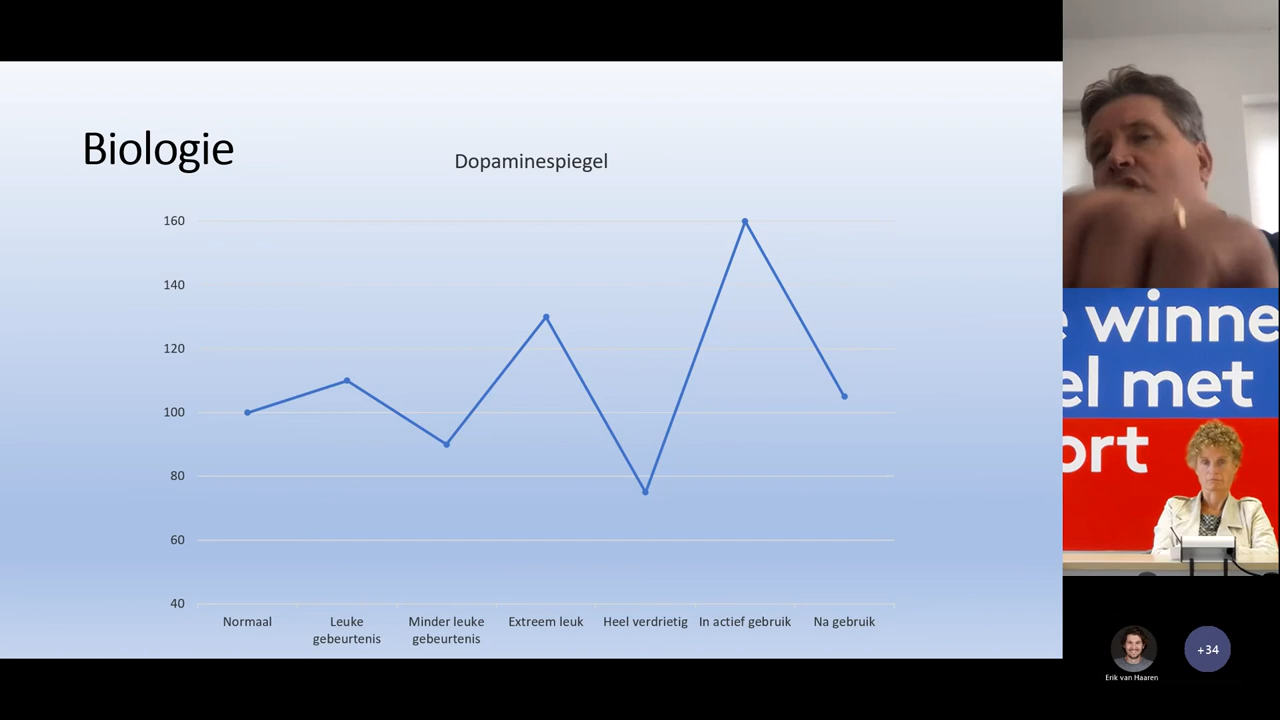 Biologie
Dopaminespiegel
160
140
120
100
80
60
40
Normaal
Leuke
gebeurtenis
Minder leuke
gebeurtenis
Extreem leuk
Heel verdrietig
In actief gebruik
Na gebruik
e winne
el met
ort
Erik van Haaren
+34